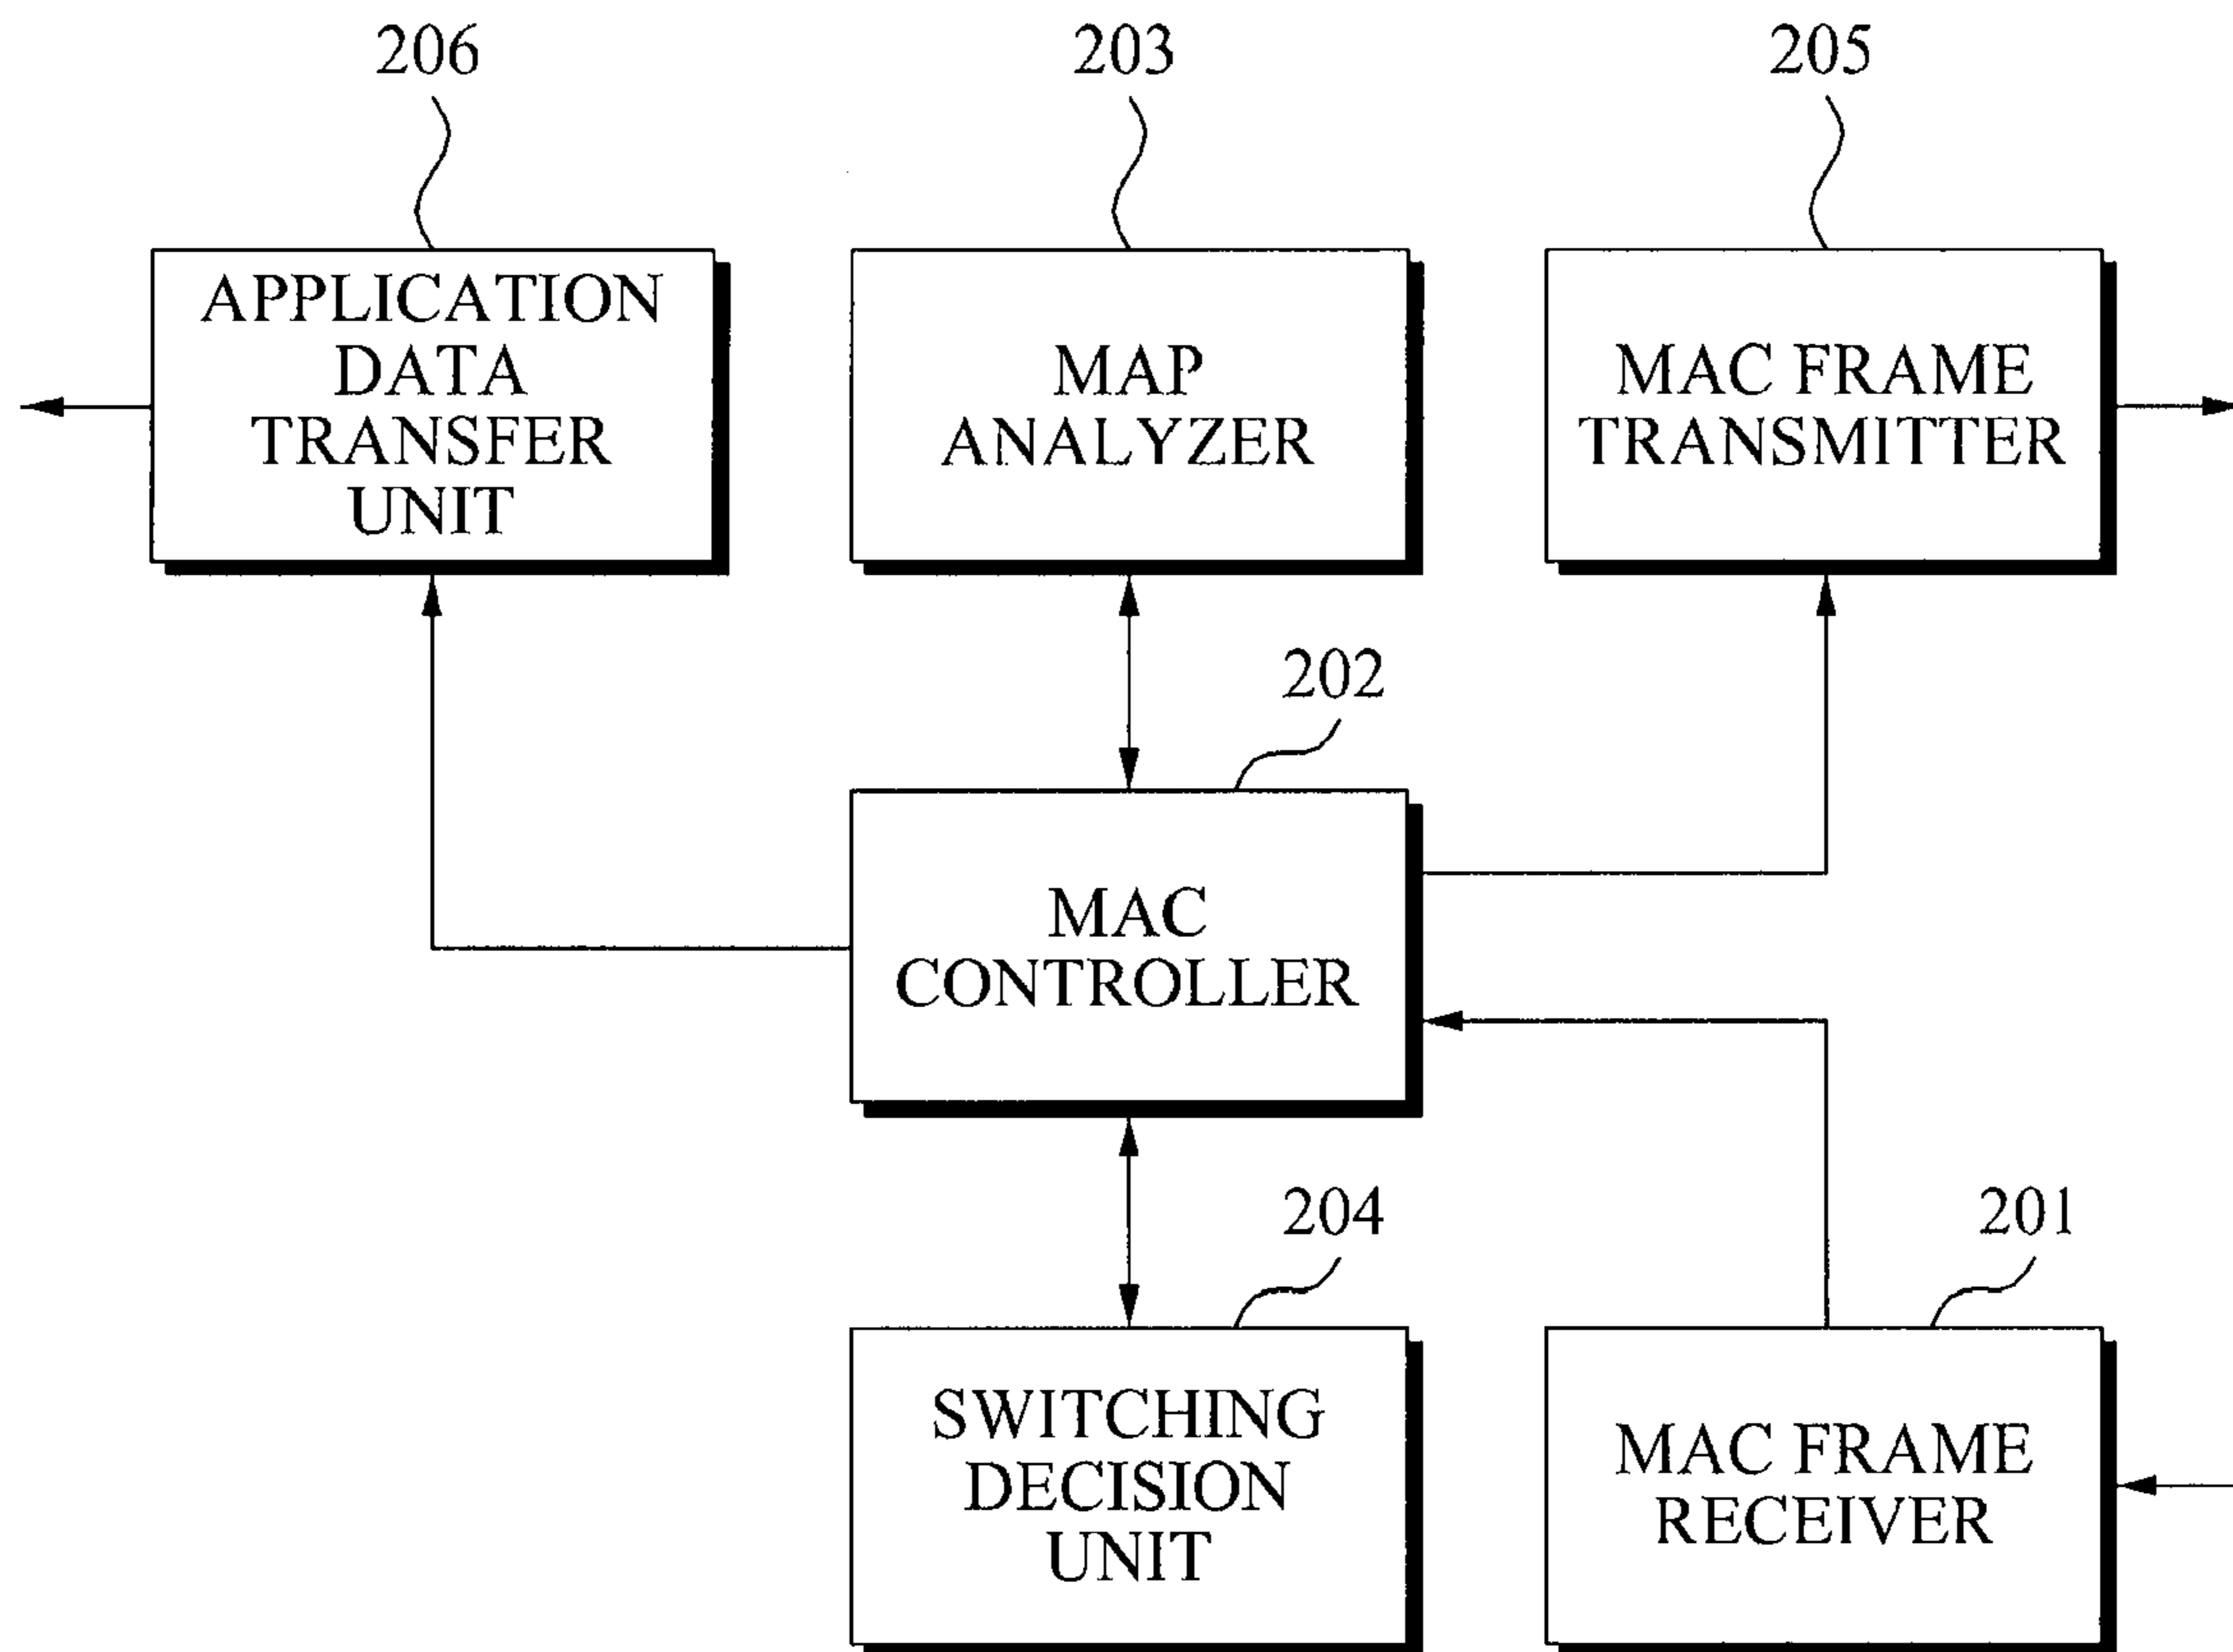 206
203
205
APPLICATION
DATA
TRANSFER
UNIT
MAP
ANALYZER
MAC FRAME
TRANSMITTER
202
MAC
CONTROLLER
204
201
SWITCHING
DECISION
UNIT
MAC FRAME
RECEIVER